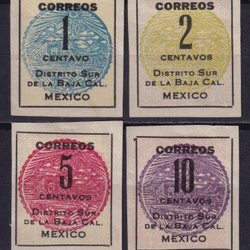 CORREOS
1
CENTAVO
DISTRITO SUR
DE LA BAJA CAL.
MEXICO
CORREOS
2
CENTAVOS
DISTRITO SUR
DE LA BAJA CAL.
MEXICO
CORREOS
5
CENTAVOS
DISTRITO SUR
DE LA BAJA CAL.
MEXICO
CORREOS
10
CENTAVOS
DISTRITO SUR
DE LA BAJA CAL.
MEXICO